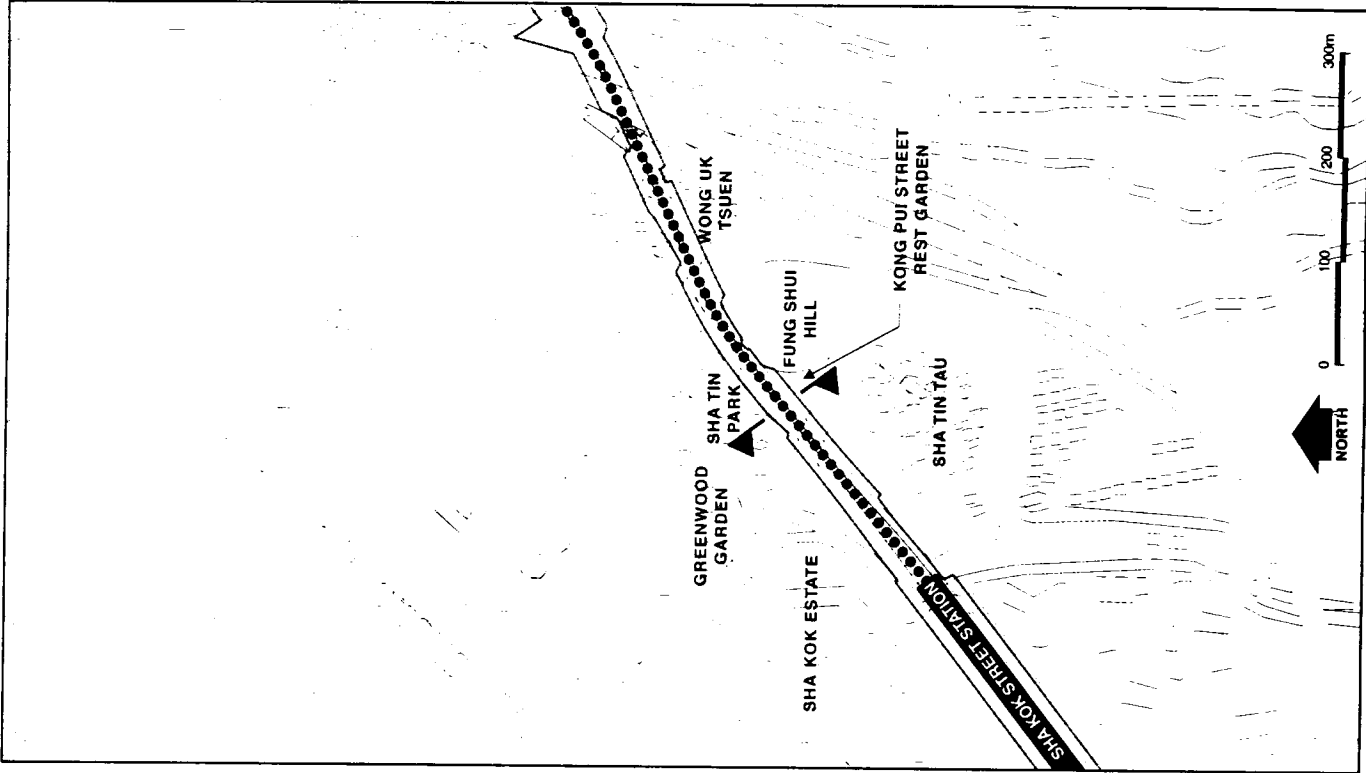 WONG UK
TSUEN
KONG PUI STREET
REST GARDEN
FUNG SHUI
HILL
SHA TIN
PARK
SHA TIN TAU
GREENWOOD
GARDEN
SHA KOK ESTATE
SHA KOK STREET STATION
0
100
200
300m
NORTH